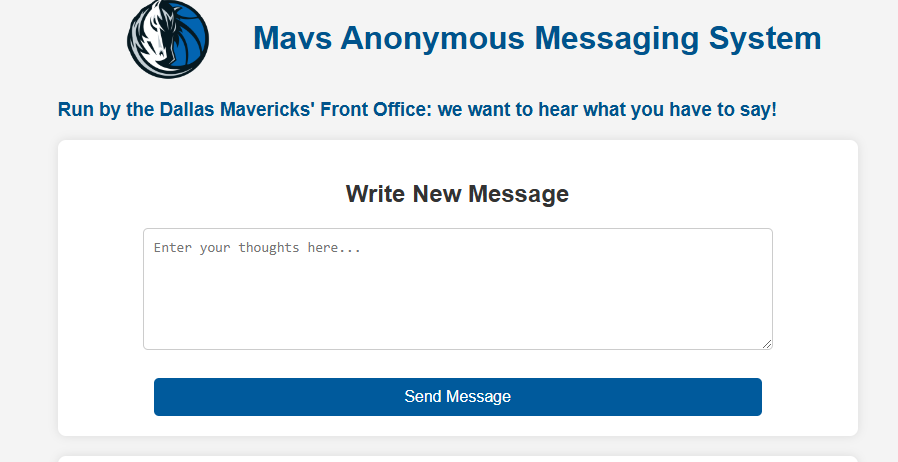 Mavs Anonymous Messaging System
Run by the Dallas Mavericks' Front Office: we want to hear what you have to say!
Write New Message
Enter your thoughts here...
Send Message